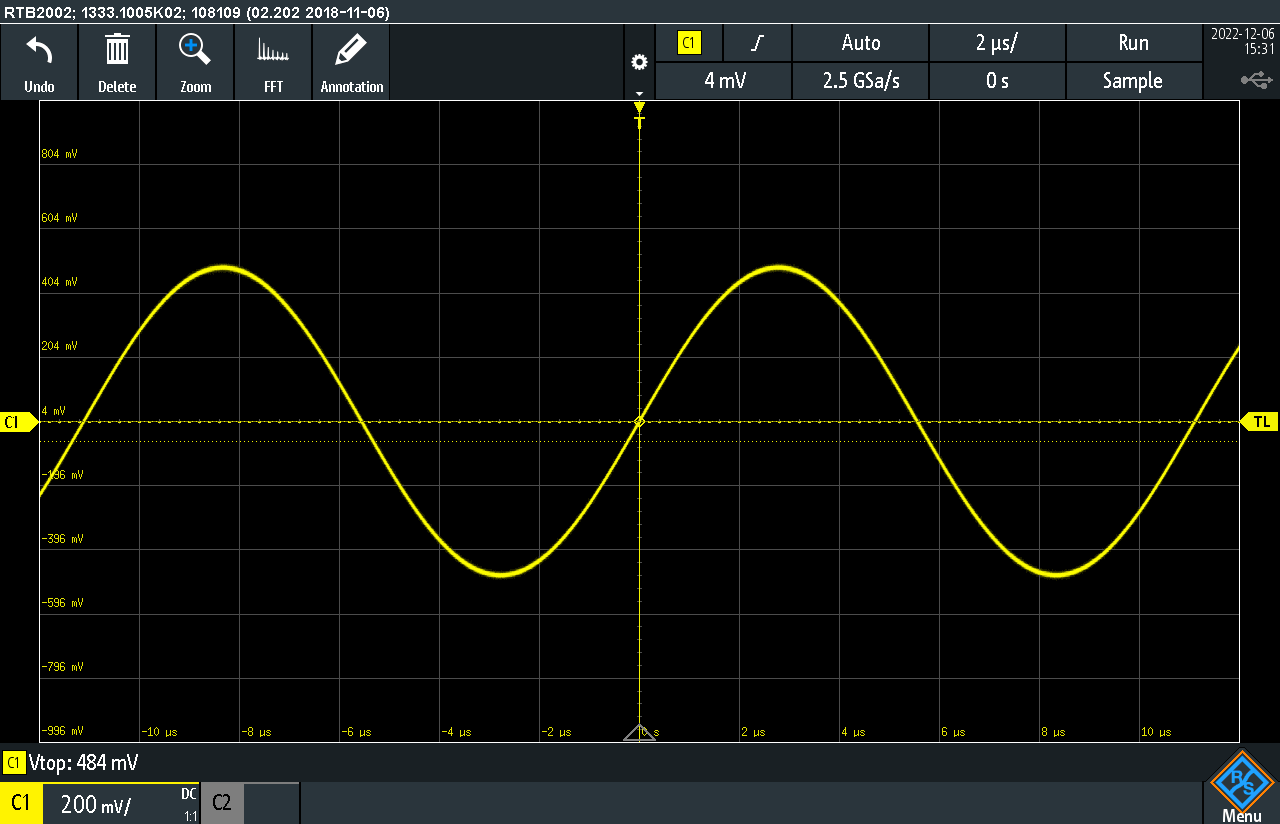 RTB2002; 1333.1005K02; 108109 (02.202 2018-11-06)
Undo
Delete
Zoom
FFT
Annotation
C1
Auto
2 µs/
Run
4 mV
2.5 GSa/s
0 s
Sample
2022-12-06
15:31
T
804 mV
604 mV
404 mV
204 mV
4 mV
C1
TL
-196 mV
-396 mV
-596 mV
-796 mV
-996 mV
-10 µs
-8 µs
-6 µs
-4 µs
-2 µs
0 s
2 µs
4 µs
6 µs
8 µs
10 µs
C1 Vtop: 484 mV
C1
200 mV/
DC
1:1
C2
R S
Menu